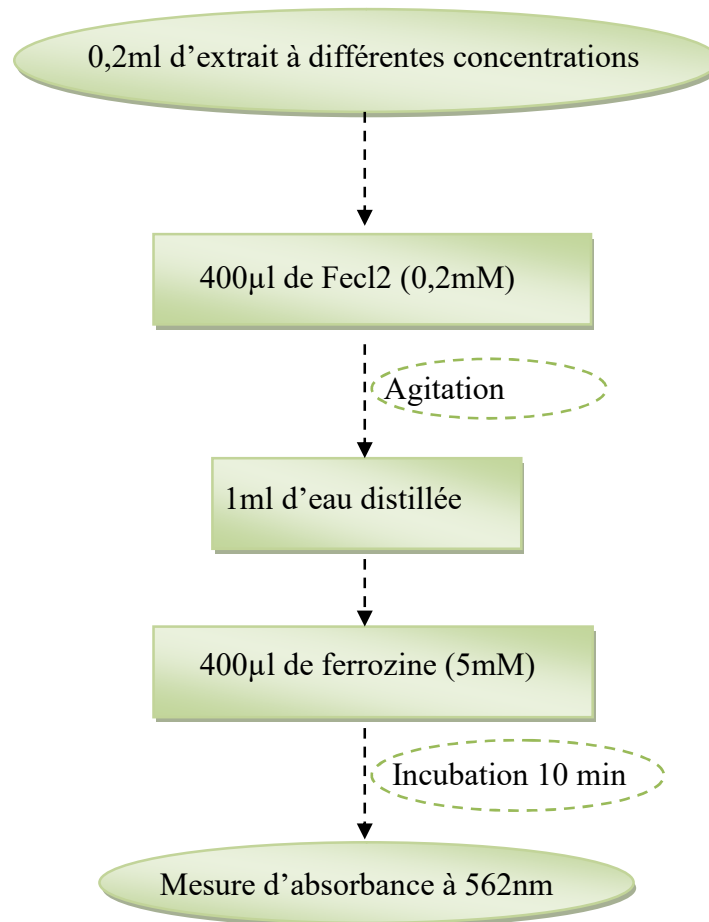 0,2ml d’extrait à différentes concentrations
400µl de Fecl2 (0,2mM)
Agitation
1ml d’eau distillée
400µl de ferrozine (5mM)
Incubation 10 min
Mesure d’absorbance à 562nm